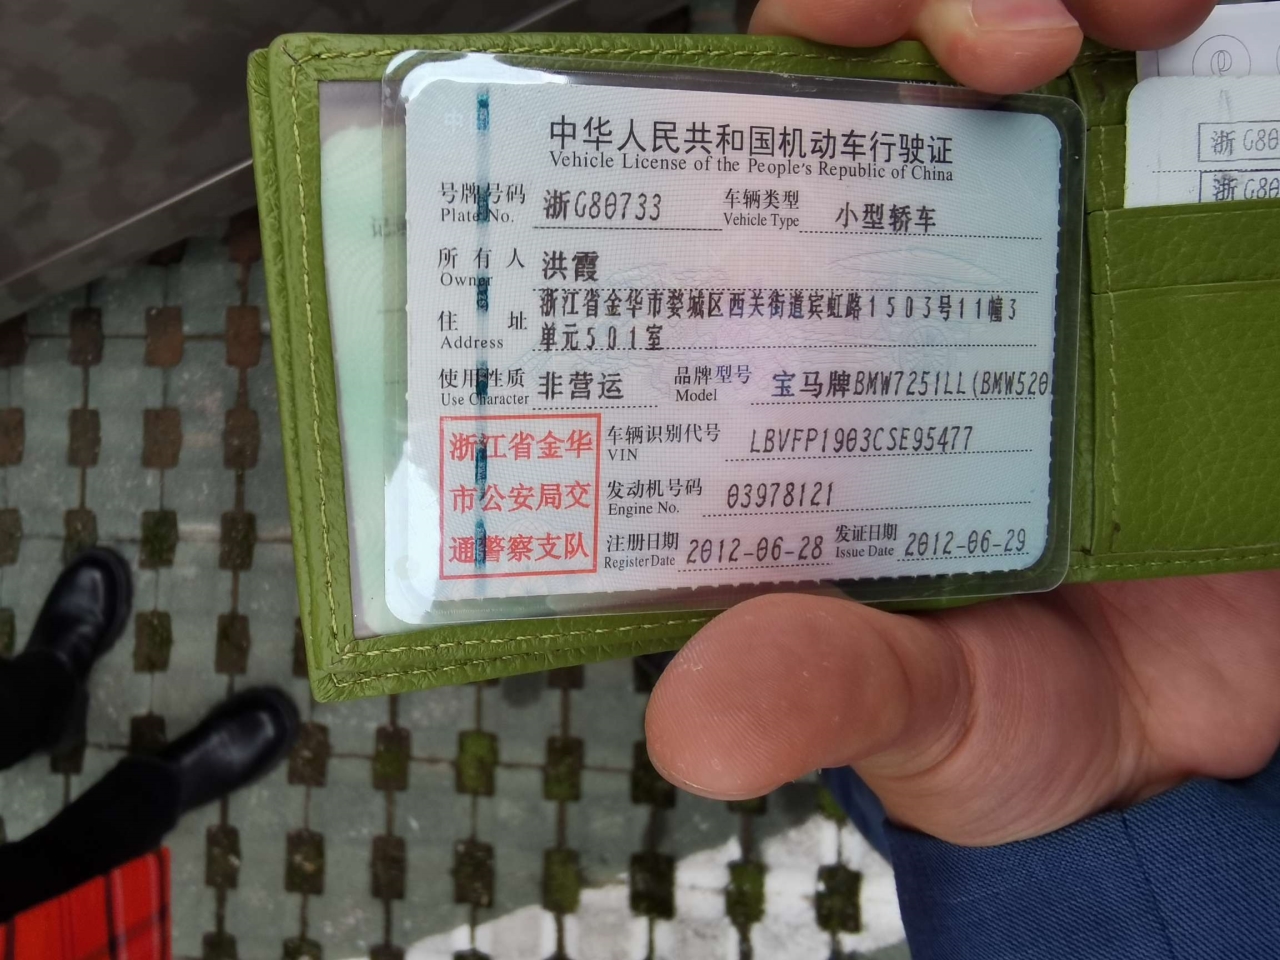 中华人民共和国机动车行驶证
Vehicle License of the People's Republic of China
号牌号码 浙G80733 车辆类型 小型轿车
Plate No. Vehicle Type
所有人 洪霞
Owner
浙江省金华市婺城区西关街道宾虹路1503号11幢3
住址 单元501室
Address
使用性质 非营运 品牌型号 宝马牌BMW7251LL(BMW520
Use Character Model
浙江省金华
市公安局交
通警察支队
车辆识别代号 LBVFP1903CSE95477
VIN
发动机号码 03978121
Engine No.
注册日期 2012-06-28 发证日期 2012-06-29
Register Date Issue Date
浙G80
浙G80